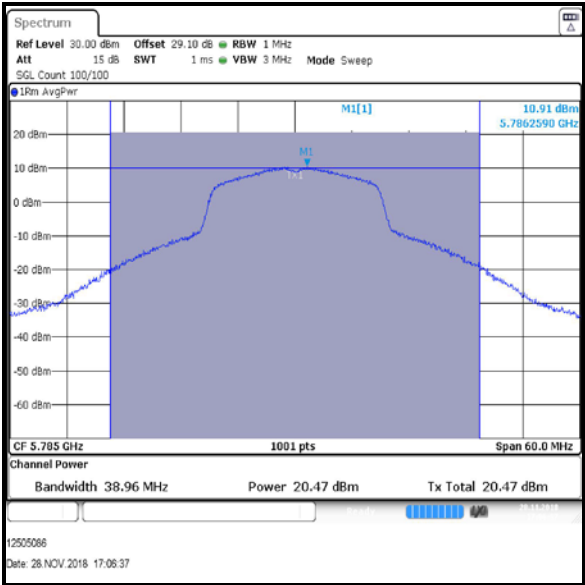 Spectrum
Ref Level 30.00 dBm Offset 29.10 dB RBW 1 MHz
Att 15 dB SWT 1 ms VBW 3 MHz Mode Sweep
SGL Count 100/100
1Rm AvgPwr
M1[1] 10.91 dBm
5.7862590 GHz
20 dBm
M1
10 dBm
0 dBm
-10 dBm
-20 dBm
-30 dBm
-40 dBm
-50 dBm
-60 dBm
CF 5.785 GHz 1001 pts Span 60.0 MHz
Channel Power
Bandwidth 38.96 MHz Power 20.47 dBm Tx Total 20.47 dBm
Ready 28.11.2018
12505086
Date: 28.NOV.2018 17:06:37